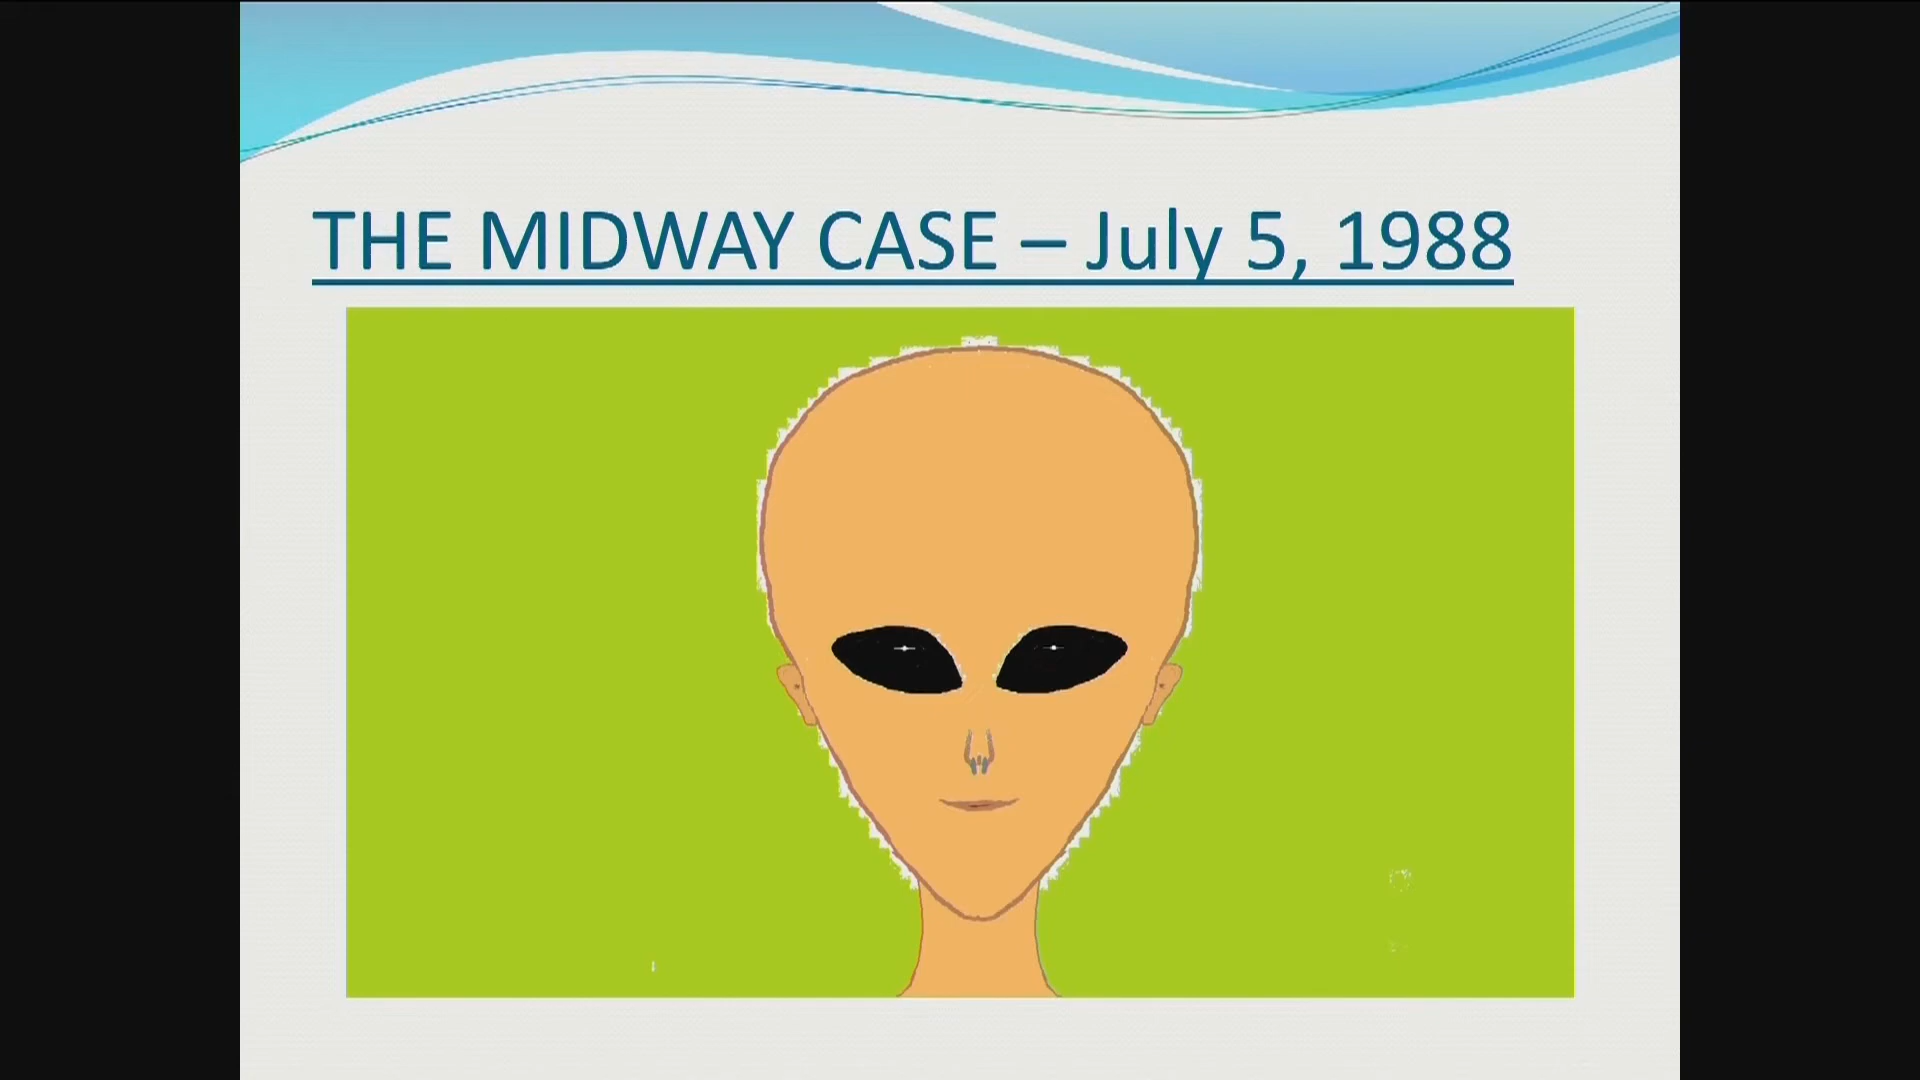 THE MIDWAY CASE – July 5, 1988